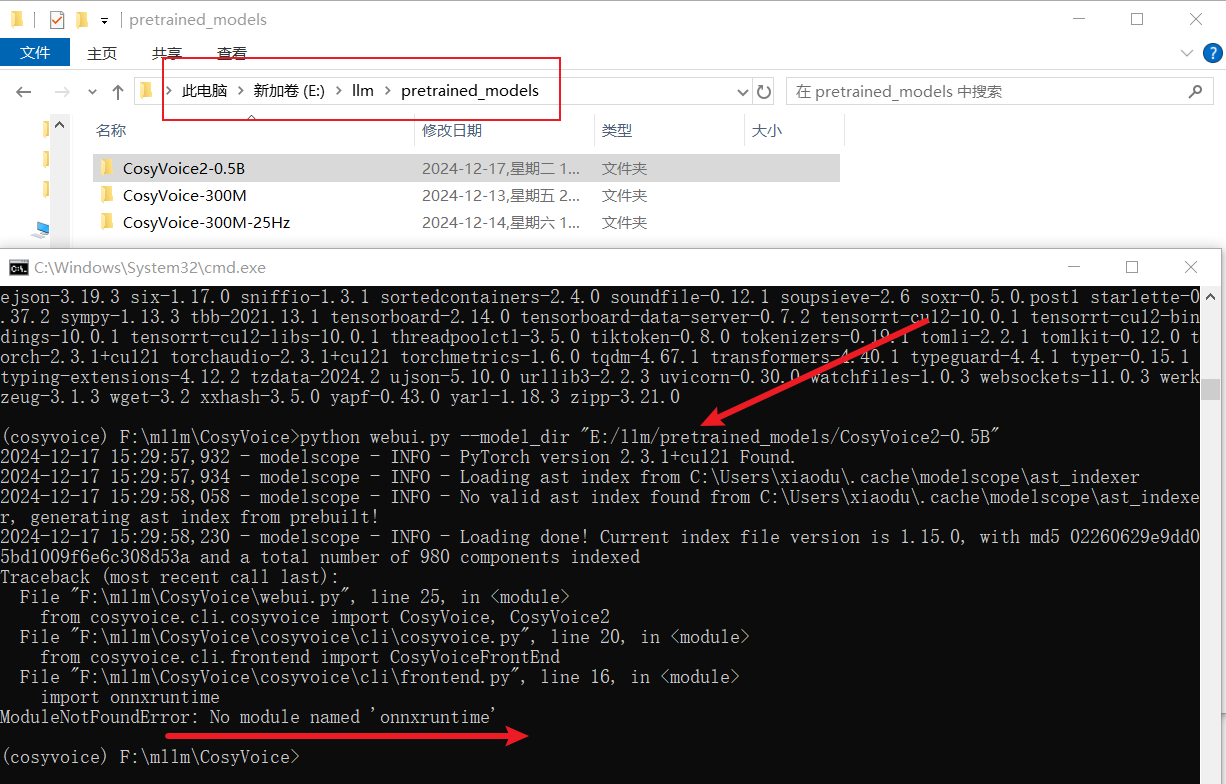 pretrained_models
文件 主页 共享 查看
此电脑 新加卷 (E:) llm pretrained_models 在 pretrained_models 中搜索
名称 修改日期 类型 大小
CosyVoice2-0.5B 2024-12-17,星期二 1... 文件夹
CosyVoice-300M 2024-12-13,星期五 2... 文件夹
CosyVoice-300M-25Hz 2024-12-14,星期六 1... 文件夹
C:\Windows\System32\cmd.exe
ejson-3.19.3 six-1.17.0 sniffio-1.3.1 sortedcontainers-2.4.0 soundfile-0.12.1 soupsieve-2.6 soxr-0.5.0.post1 starlette-0
.37.2 sympy-1.13.3 tbb-2021.13.1 tensorboard-2.14.0 tensorboard-data-server-0.7.2 tensorrt-cu12-10.0.1 tensorrt-cu12-bin
dings-10.0.1 tensorrt-cu12-libs-10.0.1 threadpoolctl-3.5.0 tiktoken-0.8.0 tokenizers-0.19.1 tomli-2.2.1 tomlkit-0.12.0 t
orch-2.3.1+cu121 torchaudio-2.3.1+cu121 torchmetrics-1.6.0 tqdm-4.67.1 transformers-4.40.1 typeguard-4.4.1 typer-0.15.1
typing-extensions-4.12.2 tzdata-2024.2 ujson-5.10.0 urllib3-2.2.3 uvicorn-0.30.0 watchfiles-1.0.3 websockets-11.0.3 werk
zeug-3.1.3 wget-3.2 xxhash-3.5.0 yapf-0.43.0 yarl-1.18.3 zipp-3.21.0
(cosyvoice) F:\mllm\CosyVoice>python webui.py --model_dir "E:/llm/pretrained_models/CosyVoice2-0.5B"
2024-12-17 15:29:57,932 - modelscope - INFO - PyTorch version 2.3.1+cu121 Found.
2024-12-17 15:29:57,934 - modelscope - INFO - Loading ast index from C:\Users\xiaodu\.cache\modelscope\ast_indexer
2024-12-17 15:29:58,058 - modelscope - INFO - No valid ast index found from C:\Users\xiaodu\.cache\modelscope\ast_indexe
r, generating ast index from prebuilt!
2024-12-17 15:29:58,230 - modelscope - INFO - Loading done! Current index file version is 1.15.0, with md5 02260629e9dd0
5bd1009f6e6c308d53a and a total number of 980 components indexed
Traceback (most recent call last):
  File "F:\mllm\CosyVoice\webui.py", line 25, in <module>
    from cosyvoice.cli.cosyvoice import CosyVoice, CosyVoice2
  File "F:\mllm\CosyVoice\cosyvoice\cli\cosyvoice.py", line 20, in <module>
    from cosyvoice.cli.frontend import CosyVoiceFrontEnd
  File "F:\mllm\CosyVoice\cosyvoice\cli\frontend.py", line 16, in <module>
    import onnxruntime
ModuleNotFoundError: No module named 'onnxruntime'
(cosyvoice) F:\mllm\CosyVoice>